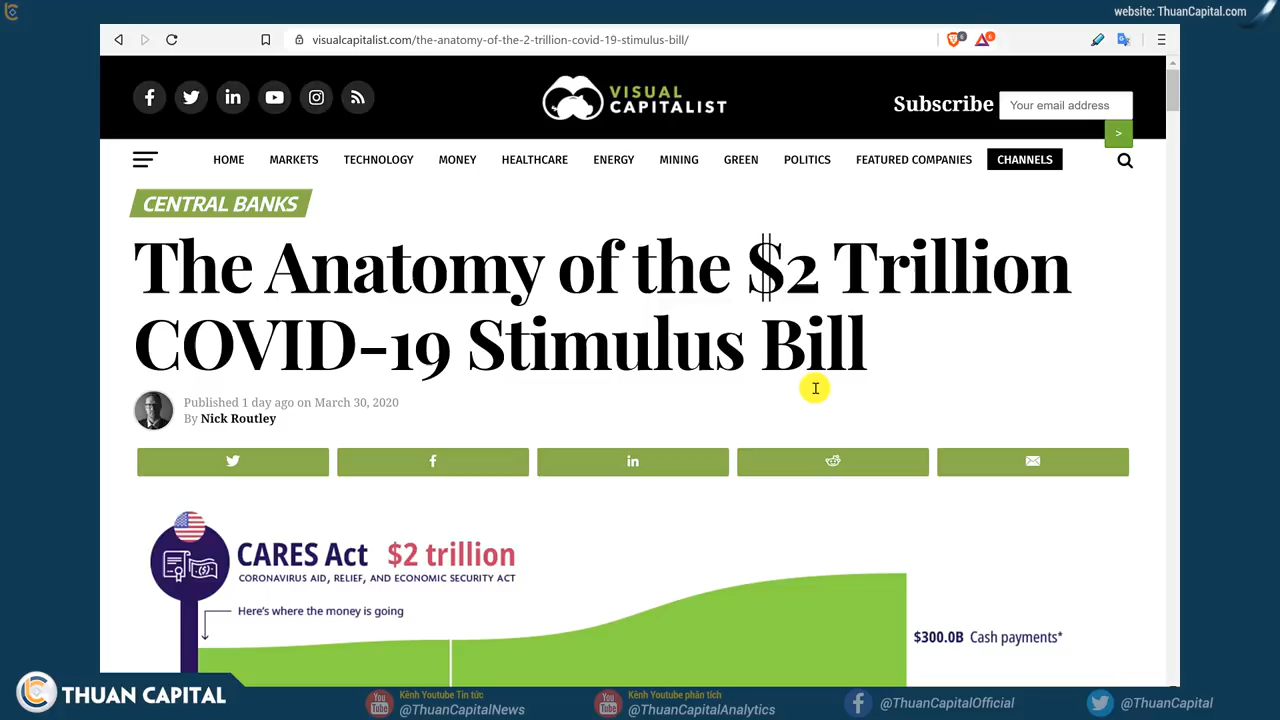 website: ThuanCapital.com
visualcapitalist.com/the-anatomy-of-the-2-trillion-covid-19-stimulus-bill/
VISUAL
CAPITALIST
Subscribe
Your email address
>
HOME MARKETS TECHNOLOGY MONEY HEALTHCARE ENERGY MINING GREEN POLITICS FEATURED COMPANIES CHANNELS
CENTRAL BANKS
The Anatomy of the $2 Trillion
COVID-19 Stimulus Bill
Published 1 day ago on March 30, 2020
By Nick Routley
CARES Act $2 trillion
CORONAVIRUS AID, RELIEF, AND ECONOMIC SECURITY ACT
Here's where the money is going
$300.0B Cash payments*
THUAN CAPITAL
Kênh Youtube Tin tức
@ThuanCapitalNews
Kênh Youtube phân tích
@ThuanCapitalAnalytics
@ThuanCapitalOfficial
@ThuanCapital